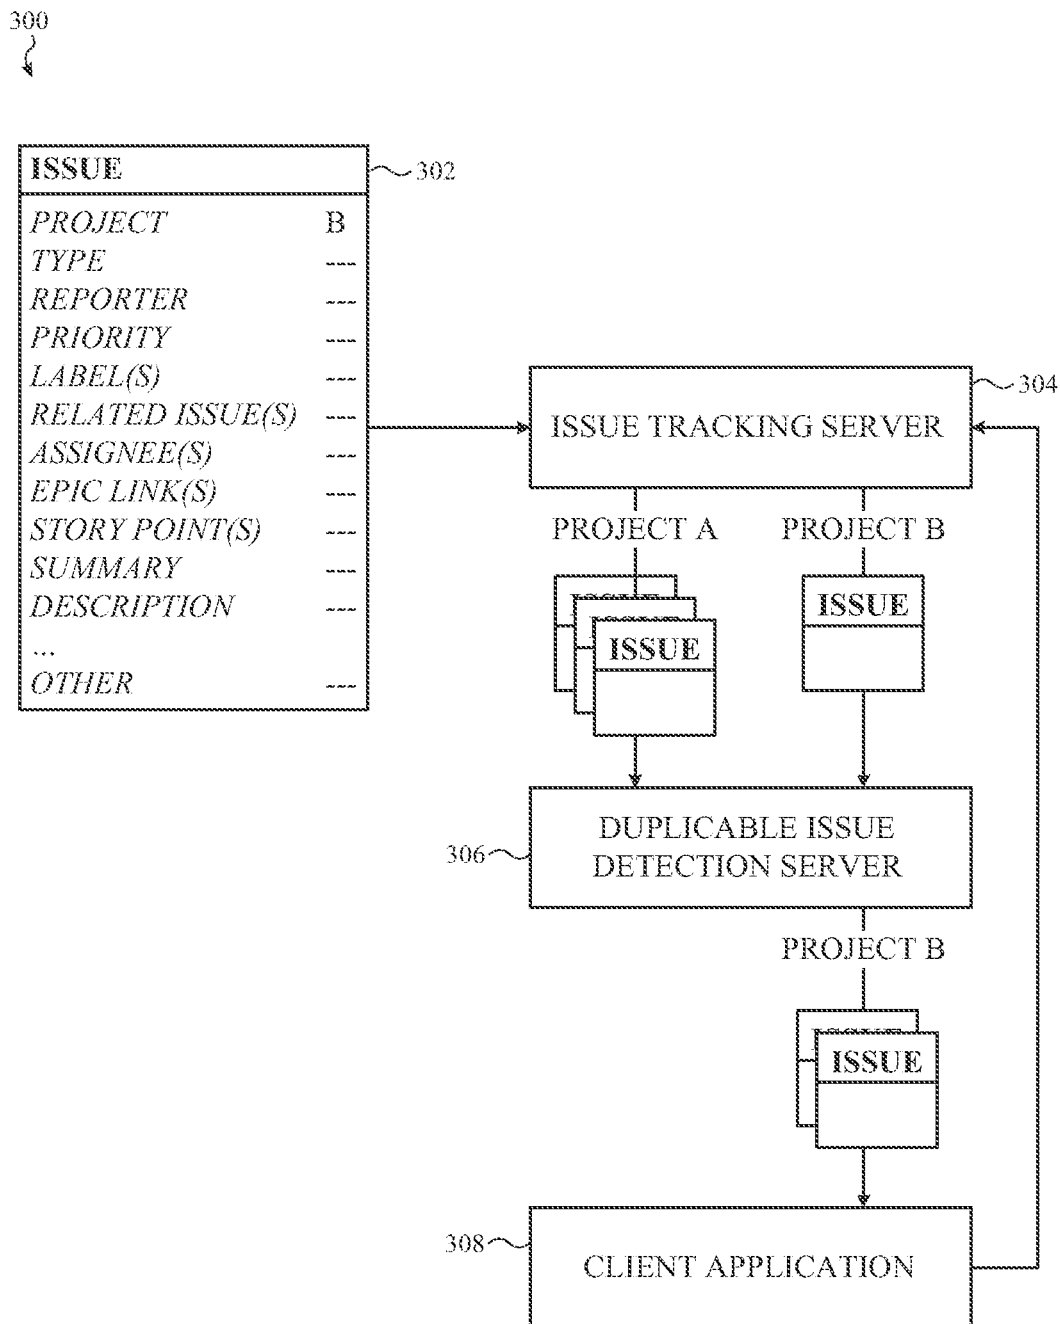 300
ISSUE
302
PROJECT B
TYPE ---
REPORTER ---
PRIORITY ---
LABEL(S) ---
RELATED ISSUE(S) ---
ASSIGNEE(S) ---
EPIC LINK(S) ---
STORY POINT(S) ---
SUMMARY ---
DESCRIPTION ---
...
OTHER ---
304
ISSUE TRACKING SERVER
PROJECT A PROJECT B
ISSUE
ISSUE
306
DUPLICABLE ISSUE
DETECTION SERVER
PROJECT B
ISSUE
308
CLIENT APPLICATION